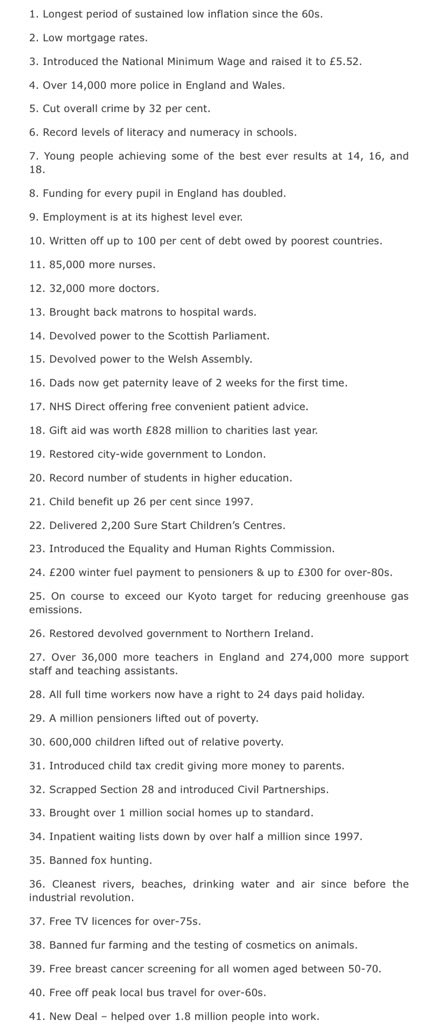 1. Longest period of sustained low inflation since the 60s.
2. Low mortgage rates.
3. Introduced the National Minimum Wage and raised it to £5.52.
4. Over 14,000 more police in England and Wales.
5. Cut overall crime by 32 per cent.
6. Record levels of literacy and numeracy in schools.
7. Young people achieving some of the best ever results at 14, 16, and
18.
8. Funding for every pupil in England has doubled.
9. Employment is at its highest level ever.
10. Written off up to 100 per cent of debt owed by poorest countries.
11. 85,000 more nurses.
12. 32,000 more doctors.
13. Brought back matrons to hospital wards.
14. Devolved power to the Scottish Parliament.
15. Devolved power to the Welsh Assembly.
16. Dads now get paternity leave of 2 weeks for the first time.
17. NHS Direct offering free convenient patient advice.
18. Gift aid was worth £828 million to charities last year.
19. Restored city-wide government to London.
20. Record number of students in higher education.
21. Child benefit up 26 per cent since 1997.
22. Delivered 2,200 Sure Start Children’s Centres.
23. Introduced the Equality and Human Rights Commission.
24. £200 winter fuel payment to pensioners & up to £300 for over-80s.
25. On course to exceed our Kyoto target for reducing greenhouse gas
emissions.
26. Restored devolved government to Northern Ireland.
27. Over 36,000 more teachers in England and 274,000 more support
staff and teaching assistants.
28. All full time workers now have a right to 24 days paid holiday.
29. A million pensioners lifted out of poverty.
30. 600,000 children lifted out of relative poverty.
31. Introduced child tax credit giving more money to parents.
32. Scrapped Section 28 and introduced Civil Partnerships.
33. Brought over 1 million social homes up to standard.
34. Inpatient waiting lists down by over half a million since 1997.
35. Banned fox hunting.
36. Cleanest rivers, beaches, drinking water and air since before the
industrial revolution.
37. Free TV licences for over-75s.
38. Banned fur farming and the testing of cosmetics on animals.
39. Free breast cancer screening for all women aged between 50-70.
40. Free off peak local bus travel for over-60s.
41. New Deal – helped over 1.8 million people into work.